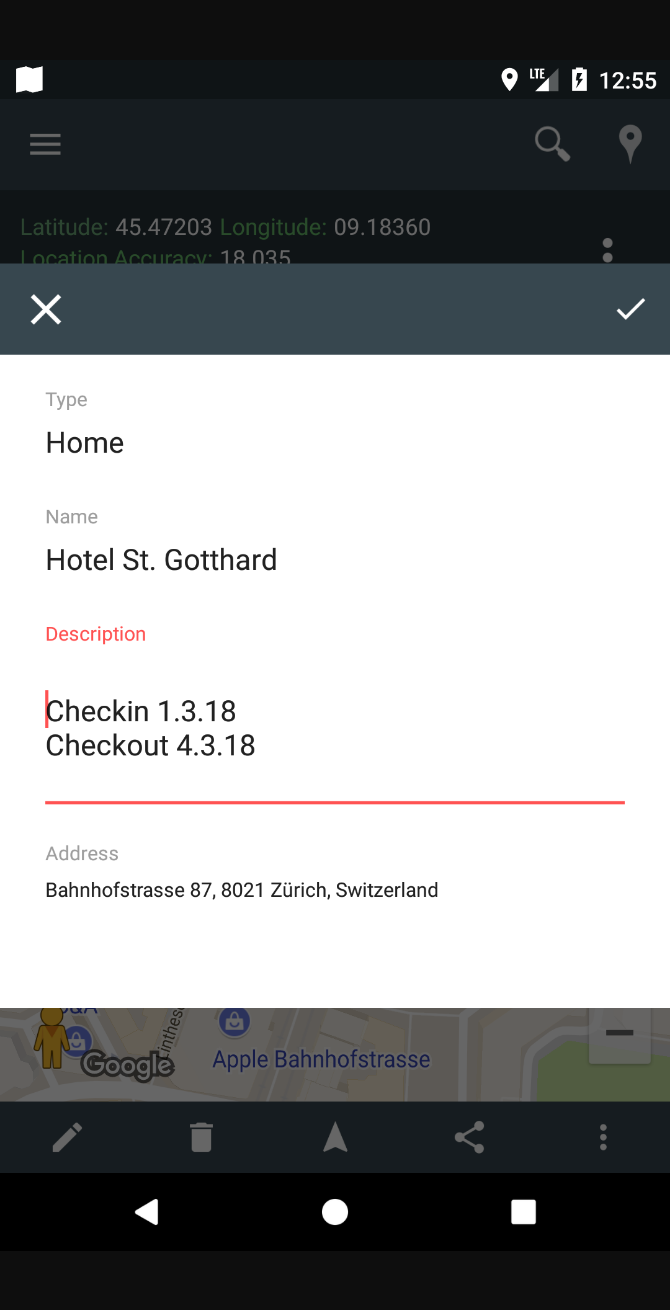 LTE 12:55
Latitude: 45.47203 Longitude: 09.18360
Location Accuracy: 18.035
Type
Home
Name
Hotel St. Gotthard
Description
Checkin 1.3.18
Checkout 4.3.18
Address
Bahnhofstrasse 87, 8021 Zürich, Switzerland
Google
Apple Bahnhofstrasse